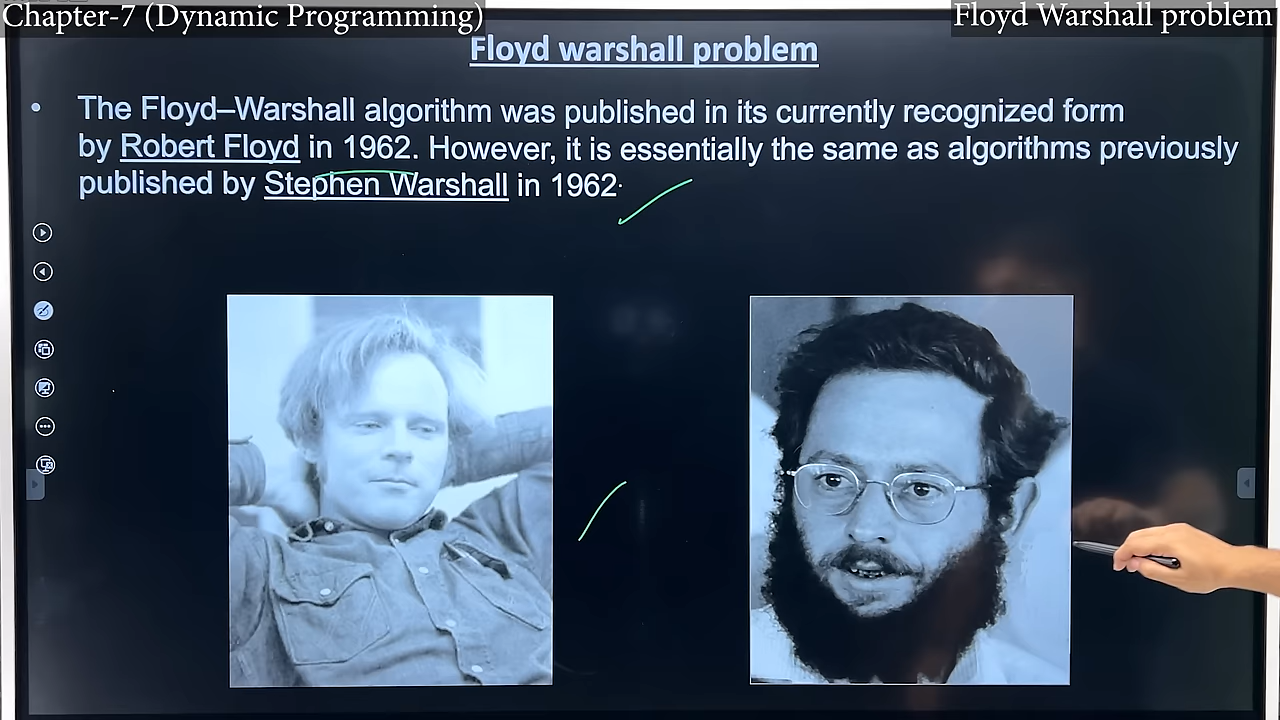 Chapter-7 (Dynamic Programming)
Floyd Warshall problem
Floyd warshall problem
• The Floyd–Warshall algorithm was published in its currently recognized form
by Robert Floyd in 1962. However, it is essentially the same as algorithms previously
published by Stephen Warshall in 1962.